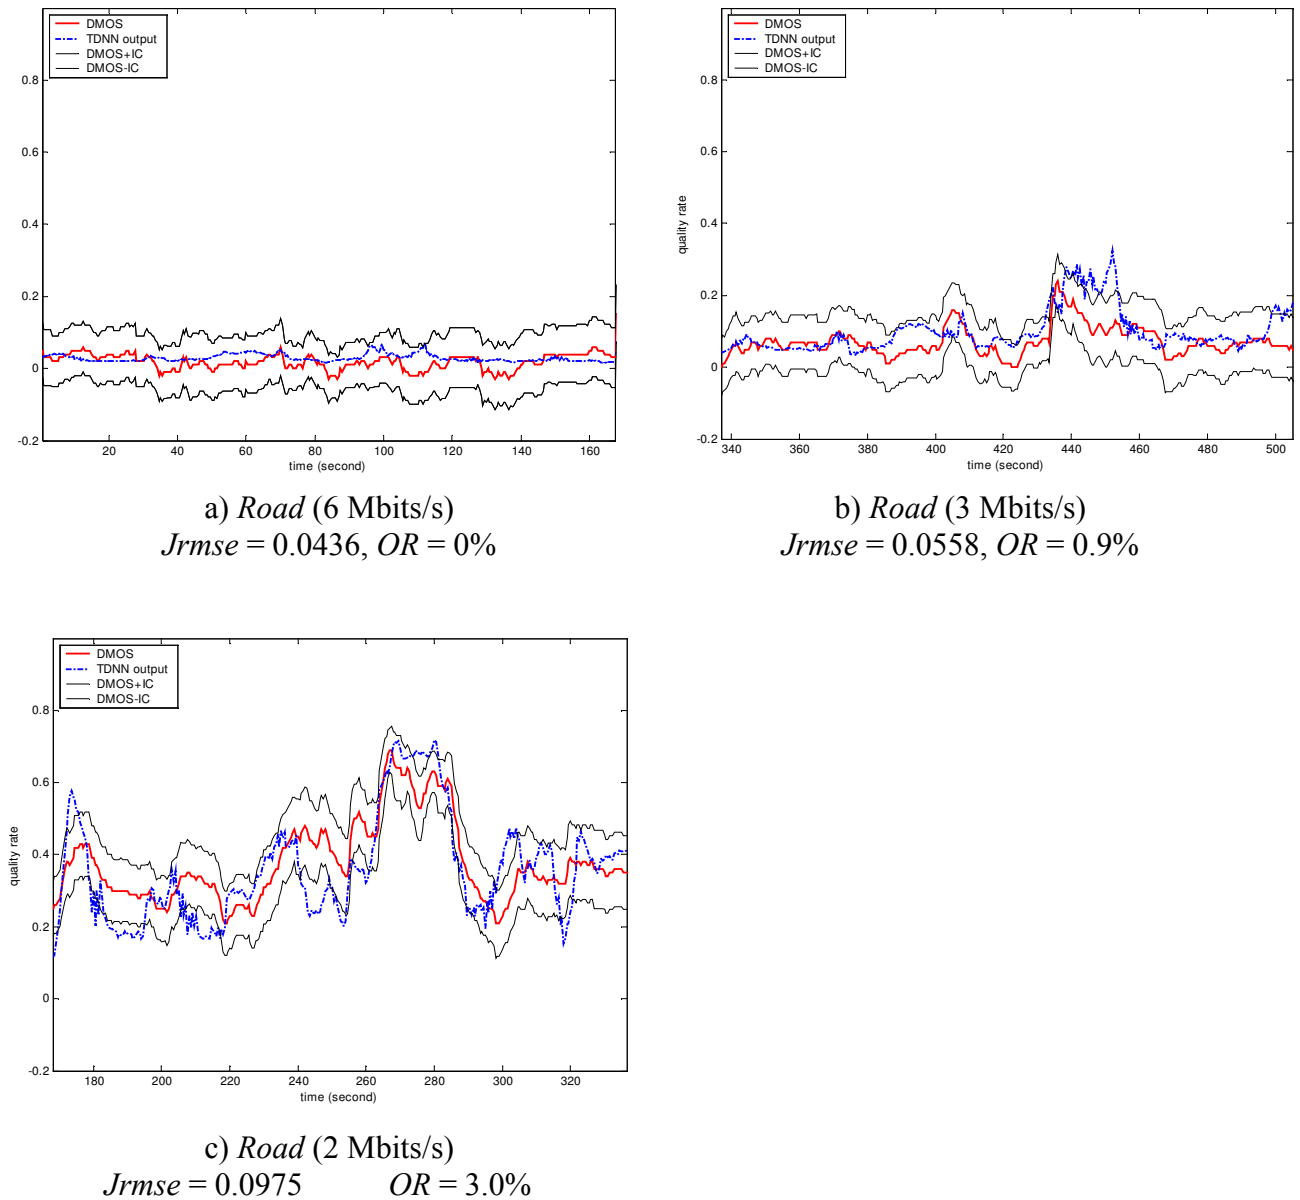 DMOS
TDNN output
DMOS+IC
DMOS-IC
0.8
0.6
0.4
0.2
0
-0.2
20 40 60 80 100 120 140 160
time (second)
a) Road (6 Mbits/s)
Jrmse = 0.0436, OR = 0%
DMOS
TDNN output
DMOS+IC
DMOS-IC
0.8
0.6
0.4
0.2
0
-0.2
quality rate
340 360 380 400 420 440 460 480 500
time (second)
b) Road (3 Mbits/s)
Jrmse = 0.0558, OR = 0.9%
DMOS
TDNN output
DMOS+IC
DMOS-IC
0.8
0.6
0.4
0.2
0
-0.2
quality rate
180 200 220 240 260 280 300 320
time (second)
c) Road (2 Mbits/s)
Jrmse = 0.0975 OR = 3.0%